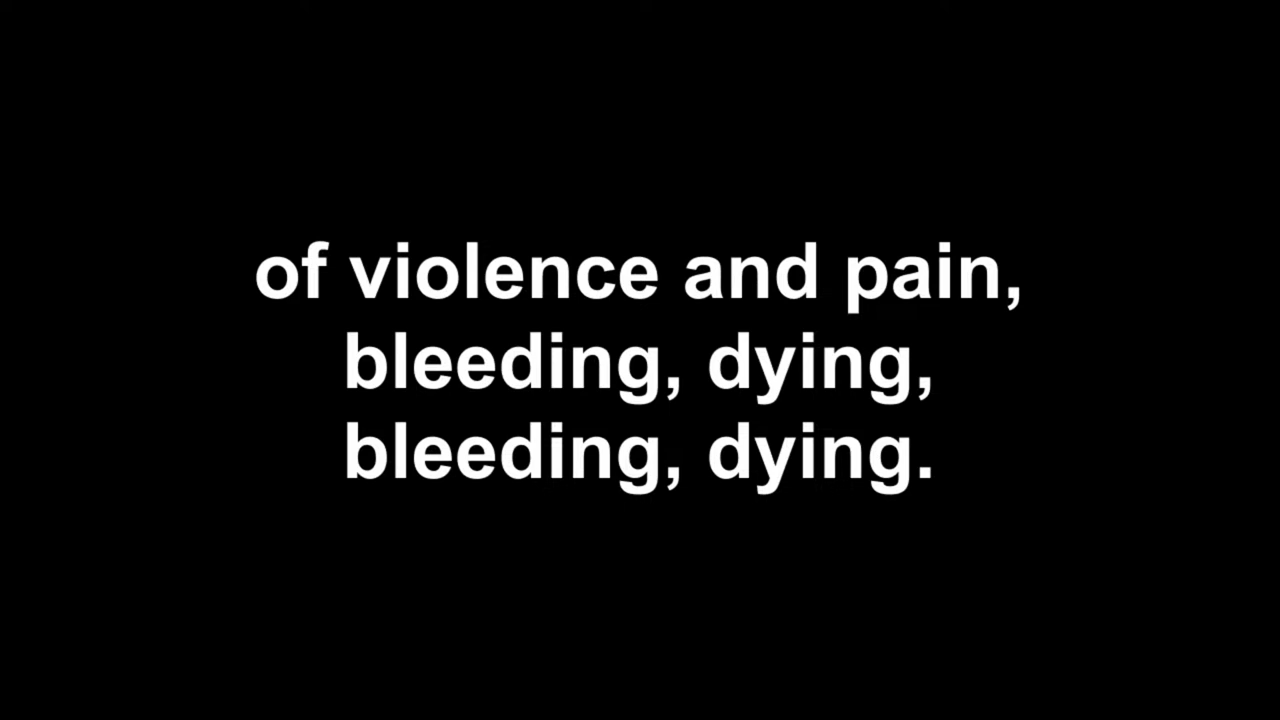 of violence and pain,
bleeding, dying,
bleeding, dying.